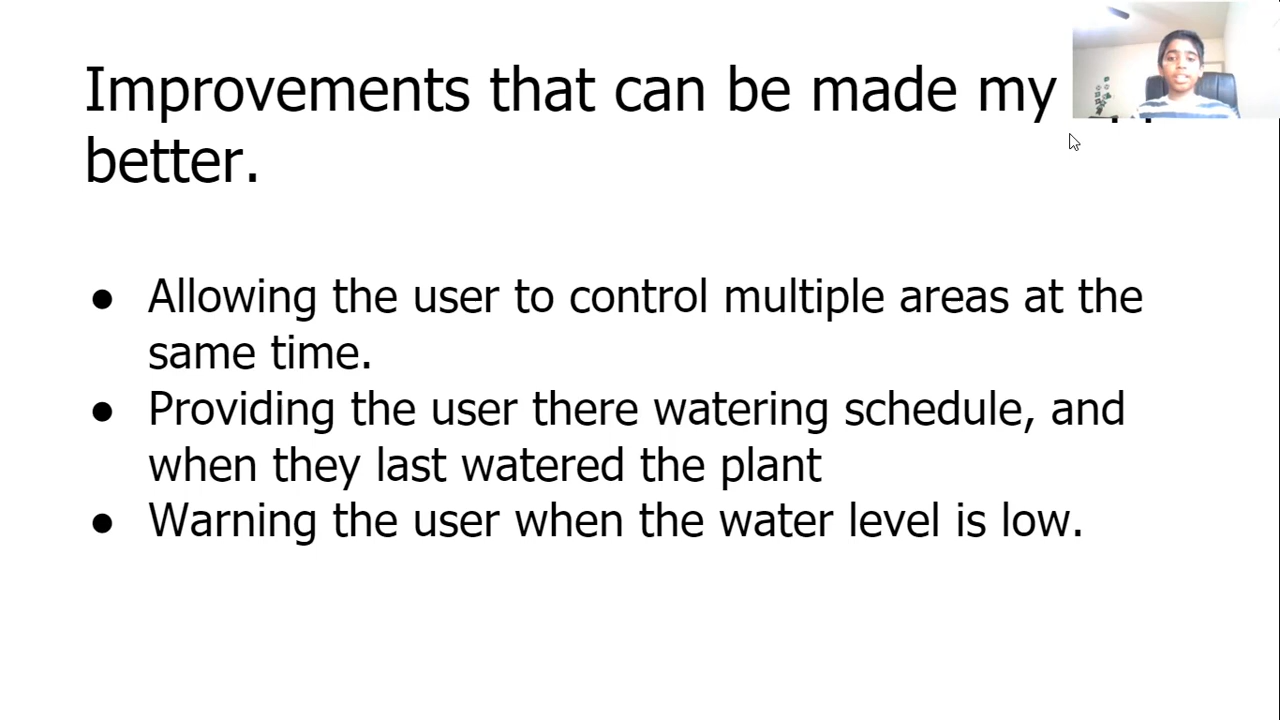 Improvements that can be made my
better.
● Allowing the user to control multiple areas at the
same time.
● Providing the user there watering schedule, and
when they last watered the plant
● Warning the user when the water level is low.